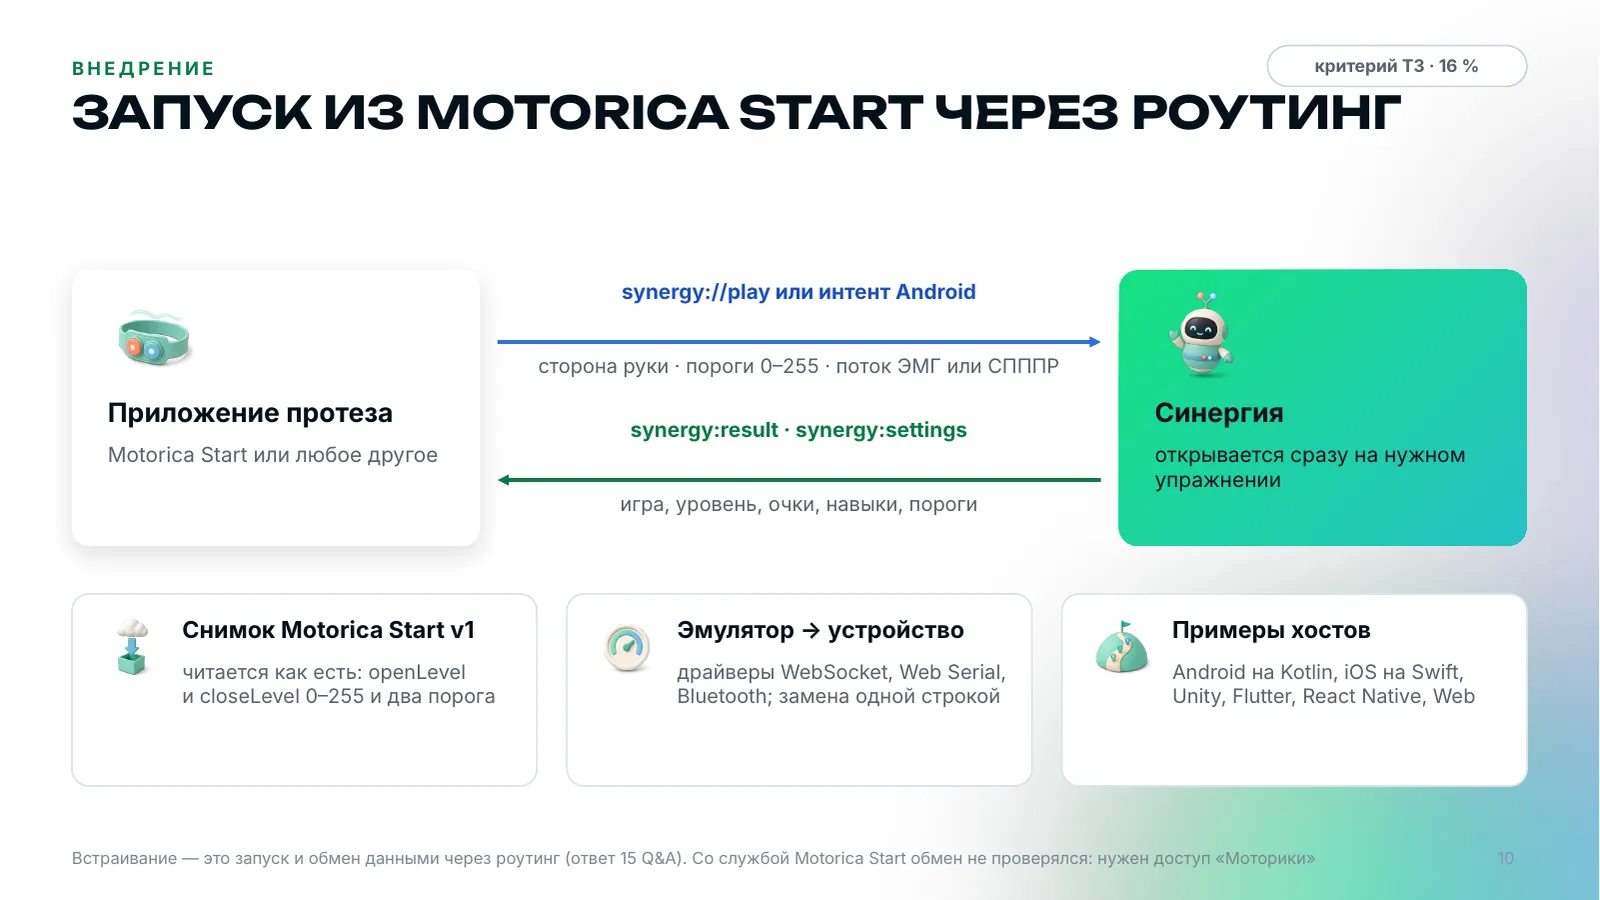 ВНЕДРЕНИЕ
критерий ТЗ · 16 %
ЗАПУСК ИЗ MOTORICA START ЧЕРЕЗ РОУТИНГ
Приложение протеза
Motorica Start или любое другое
synergy://play или интент Android
сторона руки · пороги 0–255 · поток ЭМГ или СПППР
synergy:result · synergy:settings
игра, уровень, очки, навыки, пороги
Синергия
открывается сразу на нужном
упражнении
Снимок Motorica Start v1
читается как есть: openLevel
и closeLevel 0–255 и два порога
Эмулятор → устройство
драйверы WebSocket, Web Serial,
Bluetooth; замена одной строкой
Примеры хостов
Android на Kotlin, iOS на Swift,
Unity, Flutter, React Native, Web
Встраивание — это запуск и обмен данными через роутинг (ответ 15 Q&A). Со службой Motorica Start обмен не проверялся: нужен доступ «Моторики»
10